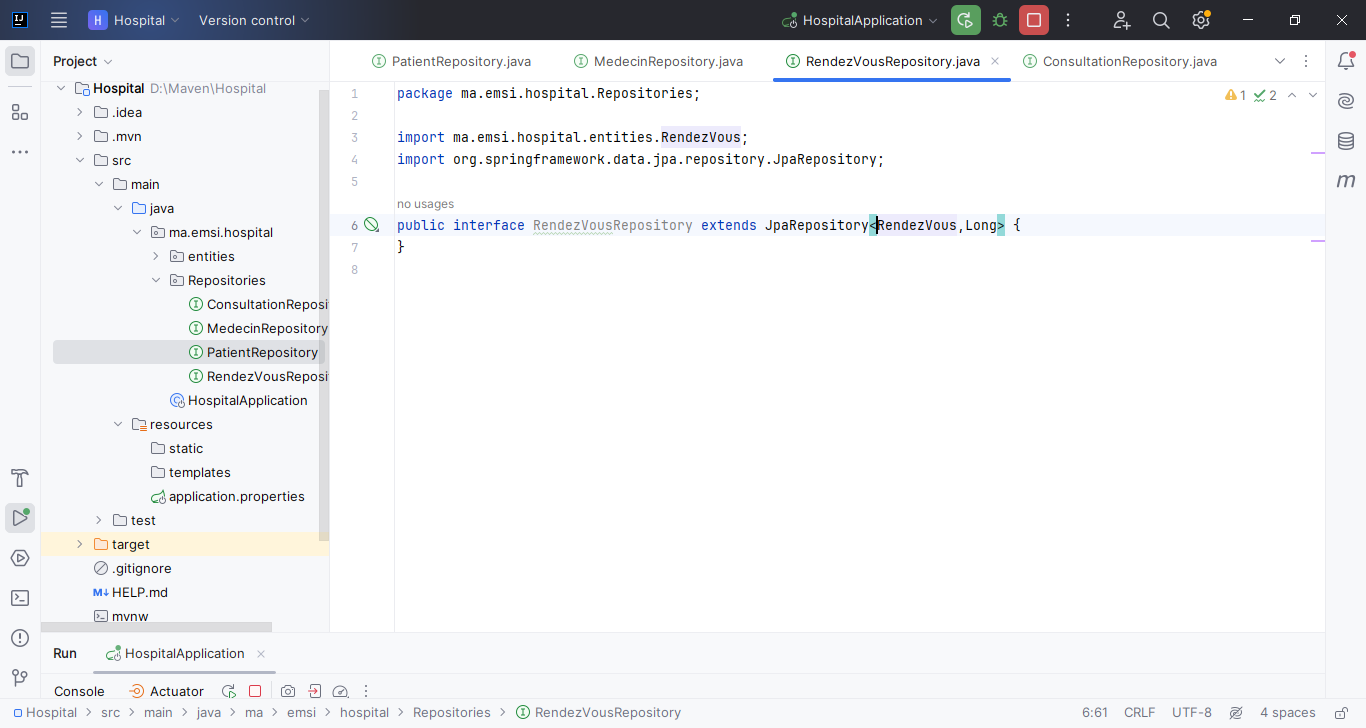 H Hospital Version control HospitalApplication
Project
PatientRepository.java MedecinRepository.java RendezVousRepository.java ConsultationRepository.java
Hospital D:\Maven\Hospital
.idea
.mvn
src
main
java
ma.emsi.hospital
entities
Repositories
ConsultationReposi
MedecinRepository
PatientRepository
RendezVousReposi
HospitalApplication
resources
static
templates
application.properties
test
target
.gitignore
M↓ HELP.md
mvnw
1 package ma.emsi.hospital.Repositories;
2
3 import ma.emsi.hospital.entities.RendezVous;
4 import org.springframework.data.jpa.repository.JpaRepository;
5
no usages
6 public interface RendezVousRepository extends JpaRepository<RendezVous,Long> {
7 }
8
1 2
m
Run HospitalApplication
Console Actuator
Hospital > src > main > java > ma > emsi > hospital > Repositories > RendezVousRepository 6:61 CRLF UTF-8 4 spaces